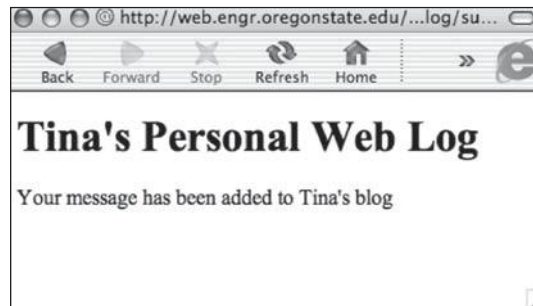 http://web.engr.oregonstate.edu/...log/su...
Back Forward Stop Refresh Home »
Tina's Personal Web Log
Your message has been added to Tina's blog